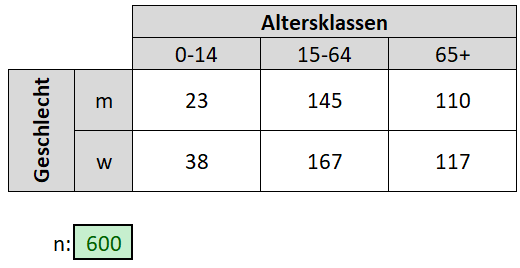 Altersklassen
0-14 15-64 65+
Geschlecht
m 23 145 110
w 38 167 117
n: 600